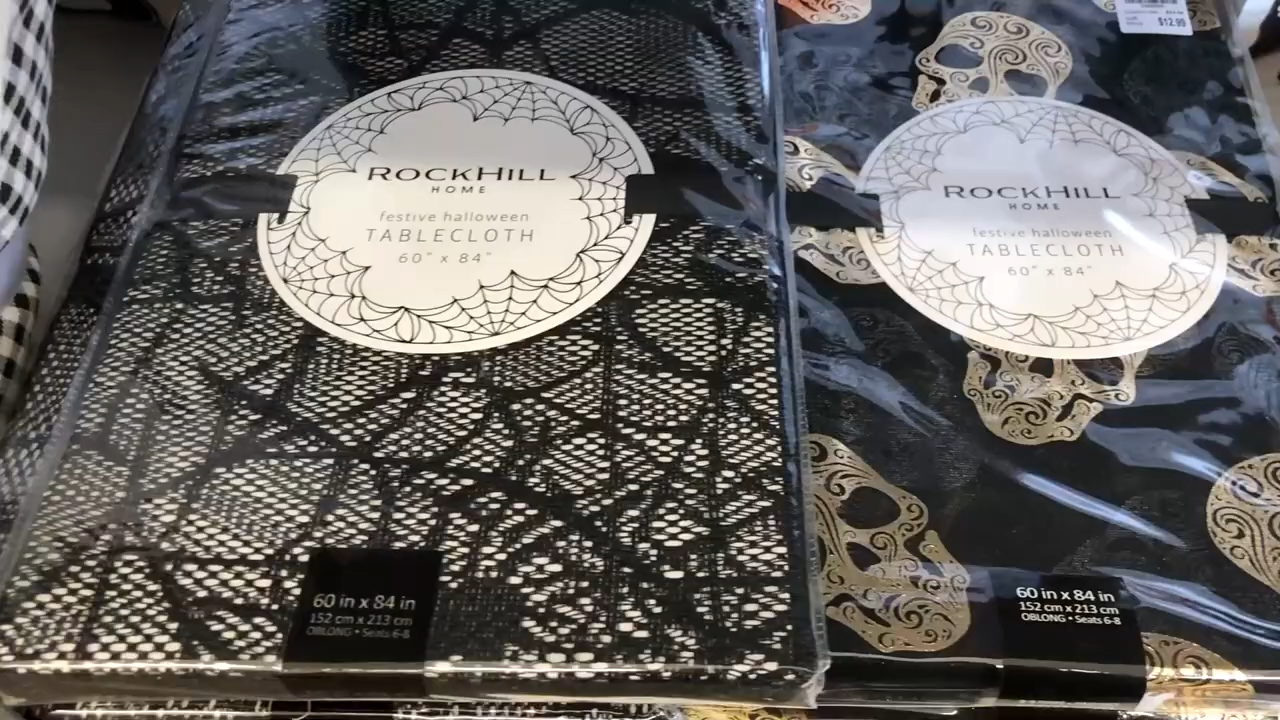 ROCKHILL
HOME
festive halloween
TABLECLOTH
60" x 84"
60 in x 84 in
152 cm x 213 cm
OBLONG • Seats 6-8
$12.99
ROCKHILL
HOME
festive halloween
TABLECLOTH
60" x 84"
60 in x 84 in
152 cm x 213 cm
OBLONG • Seats 6-8